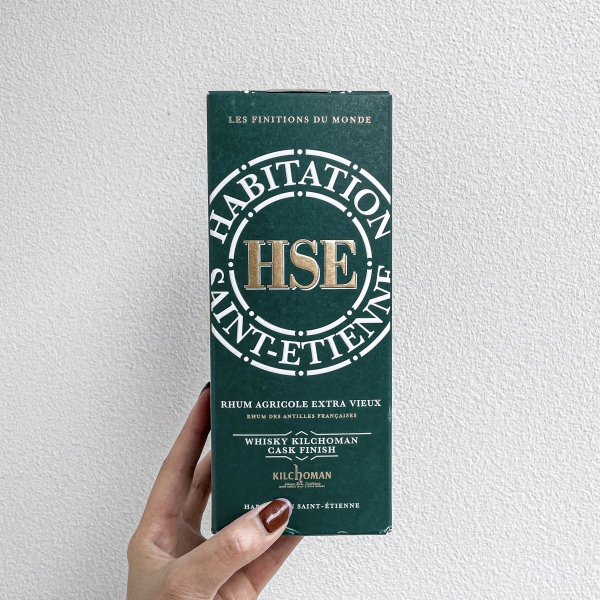 LES FINITIONS DU MONDE
HABITATION
HSE
SAINT-ETIENNE
RHUM AGRICOLE EXTRA VIEUX
RHUM DES ANTILLES FRANÇAISES
WHISKY KILCHOMAN
CASK FINISH
KILCHOMAN
SAINT-ÉTIENNE